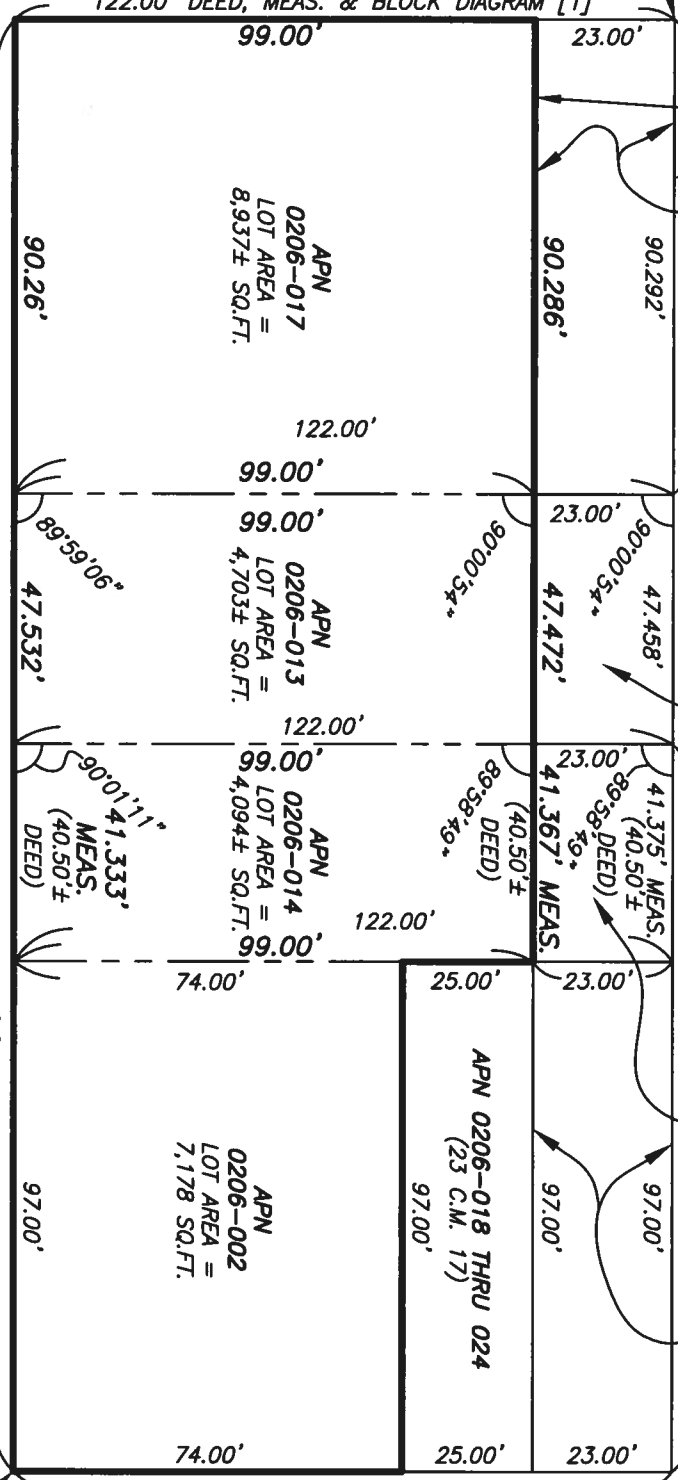 122.00' DEED, MEAS. & BLOCK DIAGRAM [1]
99.00'
23.00'
90.26'
APN
0206-017
LOT AREA =
8,937± SQ.FT.
90.286'
90.292'
122.00'
99.00'
99.00'
23.00'
89°59'06"
90°00'54"
90°00'54"
47.532'
APN
0206-013
LOT AREA =
4,703± SQ.FT.
47.472'
47.458'
122.00'
99.00'
23.00'
90°01'11"
89°58'49"
89°58'49"
41.333'
MEAS.
(40.50'±
DEED)
APN
0206-014
LOT AREA =
4,094± SQ.FT.
(40.50'±
DEED)
41.367' MEAS.
41.375' MEAS.
(40.50'±
DEED)
122.00'
99.00'
74.00'
25.00'
23.00'
97.00'
APN
0206-002
LOT AREA =
7,178 SQ.FT.
97.00'
APN 0206-018 THRU 024
(23 C.M. 17)
97.00'
97.00'
74.00'
25.00'
23.00'